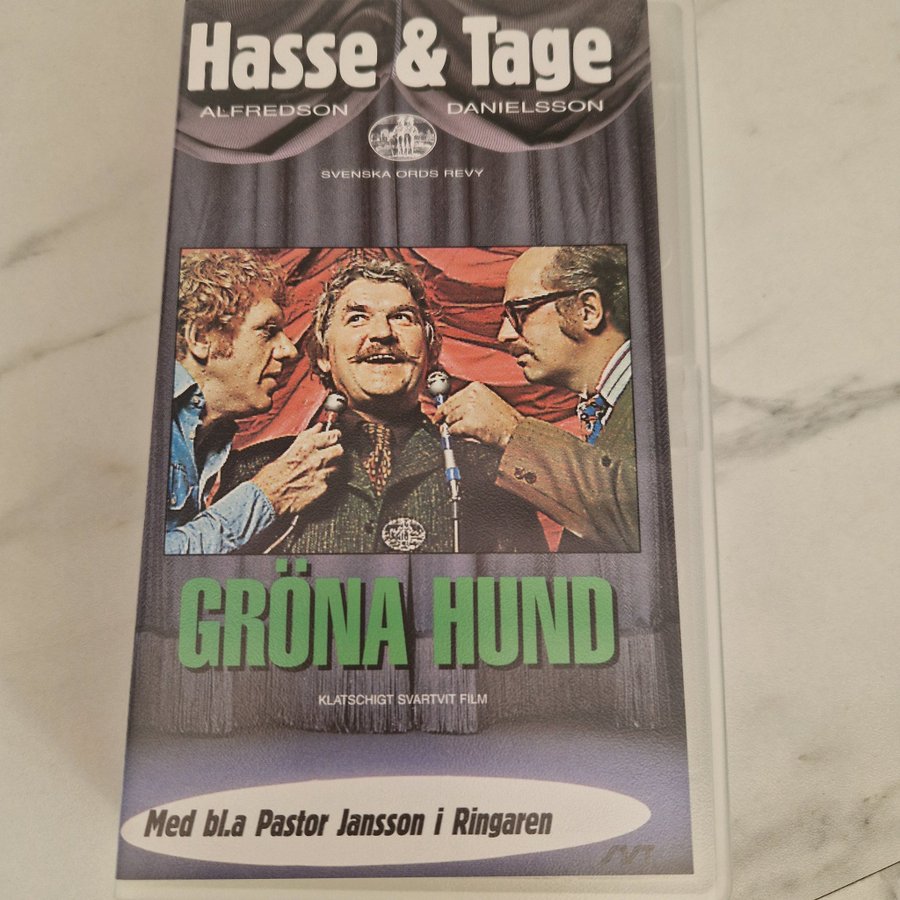 Hasse & Tage
ALFREDSON DANIELSSON
SVENSKA ORDS REVY
GRÖNA HUND
KLATSCHIGT SVARTVIT FILM
Med bl.a Pastor Jansson i Ringaren